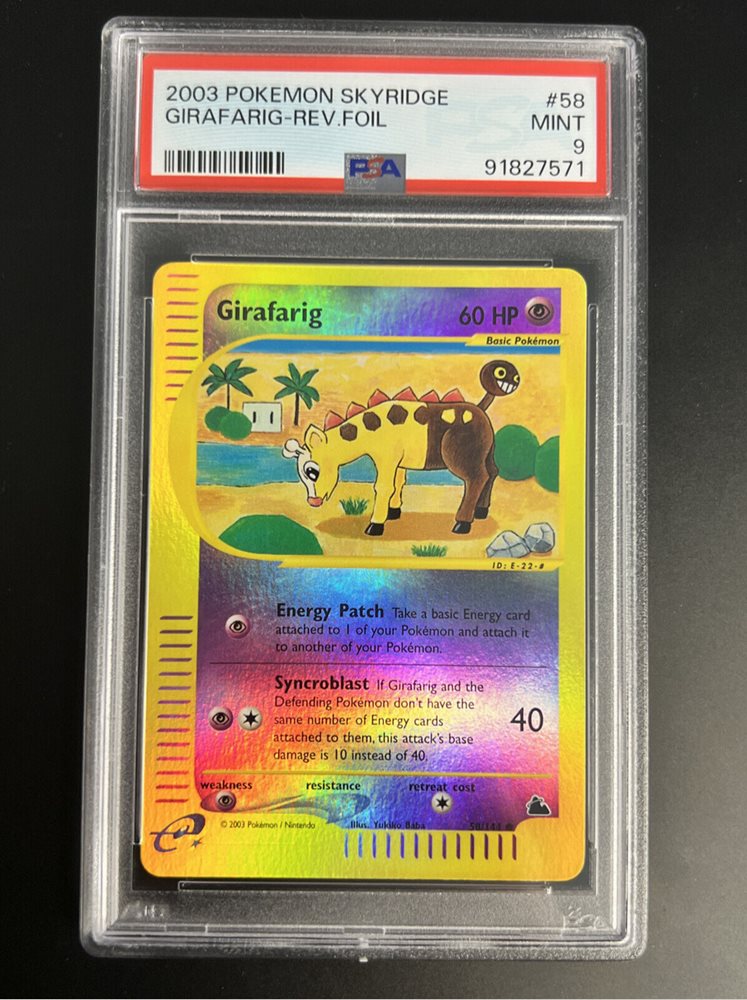 2003 POKEMON SKYRIDGE #58
GIRAFARIG-REV.FOIL MINT
9
PSA 91827571
Girafarig 60 HP
Basic Pokémon
ID: E-22-#
Energy Patch Take a basic Energy card
attached to 1 of your Pokémon and attach it
to another of your Pokémon.
Syncroblast If Girafarig and the
Defending Pokémon don't have the
same number of Energy cards
attached to them, this attack's base
damage is 10 instead of 40.
40
weakness resistance retreat cost
© 2003 Pokémon / Nintendo Illus. Yukiko Baba 58/144